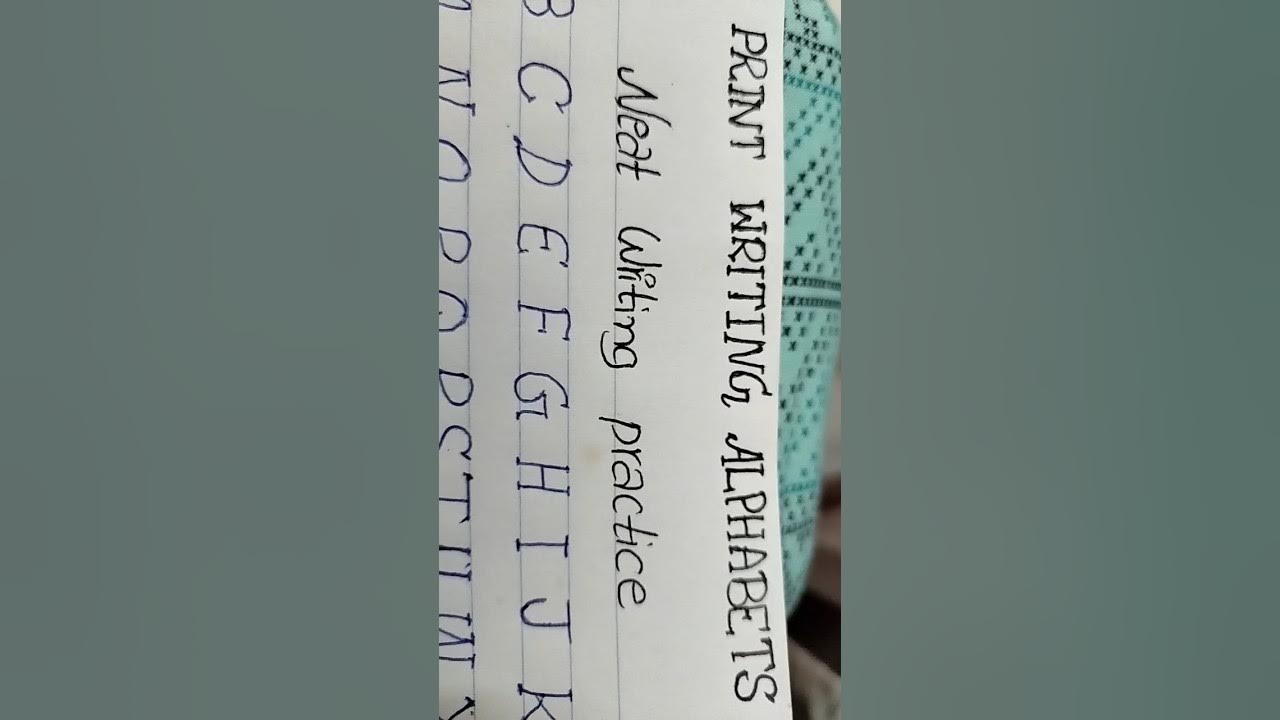 PRINT WRITING ALPHABETS
Neat Writing practice
B C D E F G H I J K
N O P Q R S T U W